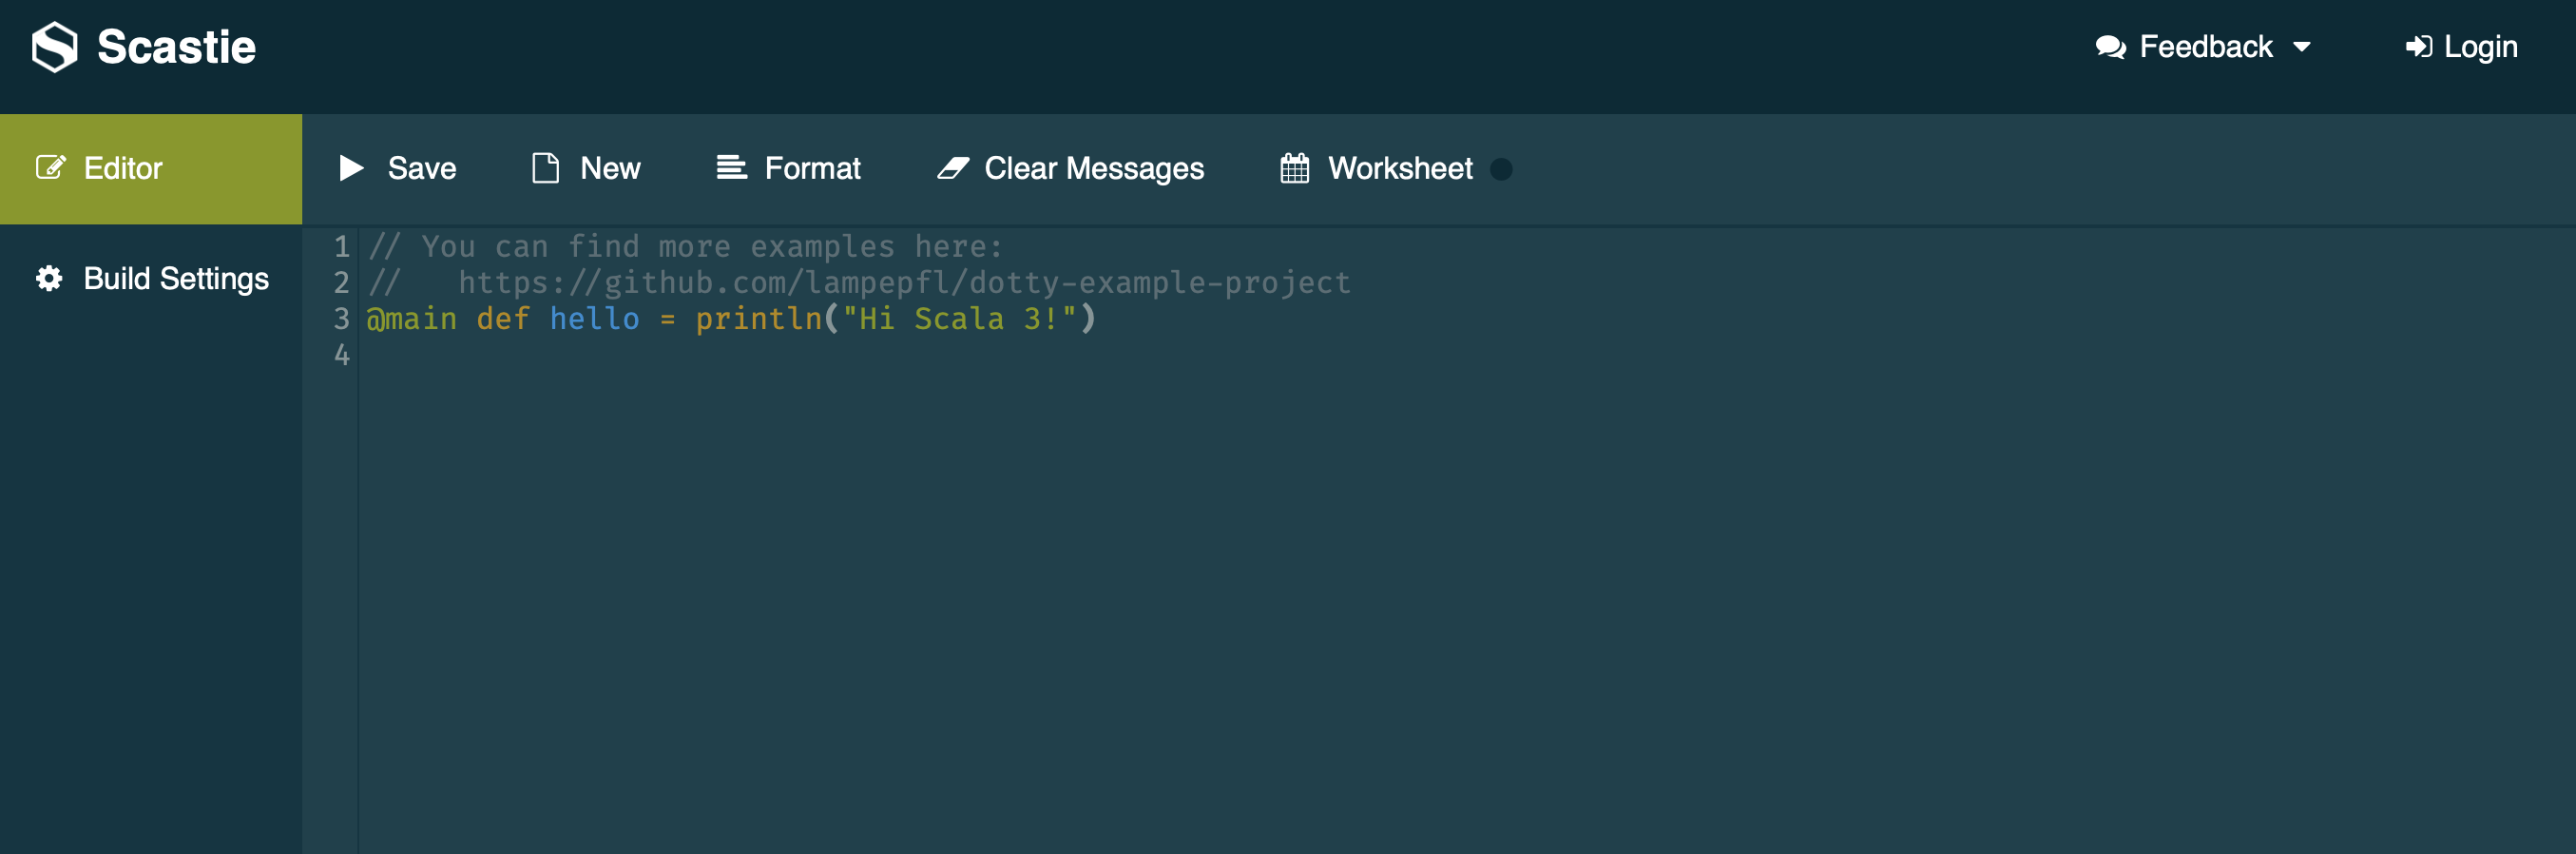 Scastie
Feedback
Login
Editor
Save
New
Format
Clear Messages
Worksheet
Build Settings
1 // You can find more examples here:
2 //   https://github.com/lampepfl/dotty-example-project
3 @main def hello = println("Hi Scala 3!")
4